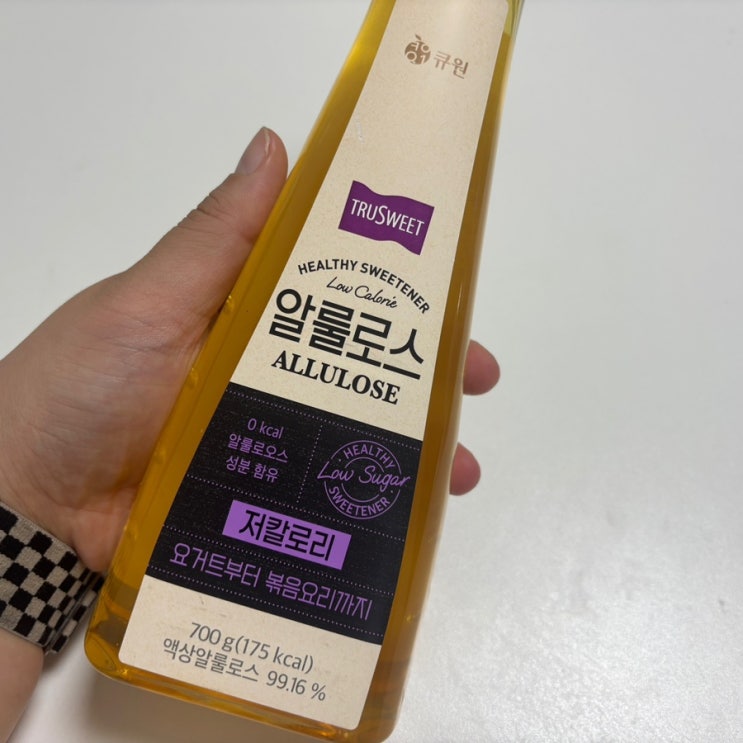 큐원
TRUSWEET
HEALTHY SWEETENER
Low Calorie
알룰로스
ALLULOSE
0 kcal
알룰로오스
성분 함유
HEALTHY
Low Sugar
SWEETENER
저칼로리
요거트부터 볶음요리까지
700 g(175 kcal)
액상알룰로스 99.16 %